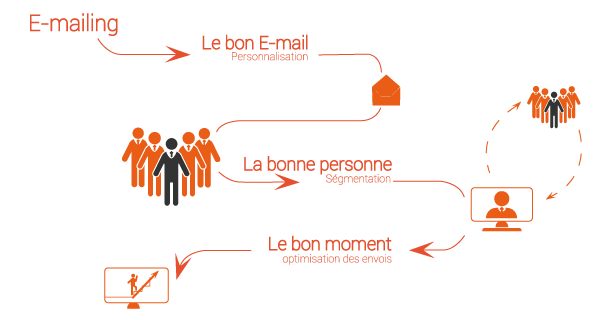 E-mailing
Le bon E-mail
Personnalisation
La bonne personne
Ségmentation
Le bon moment
optimisation des envois